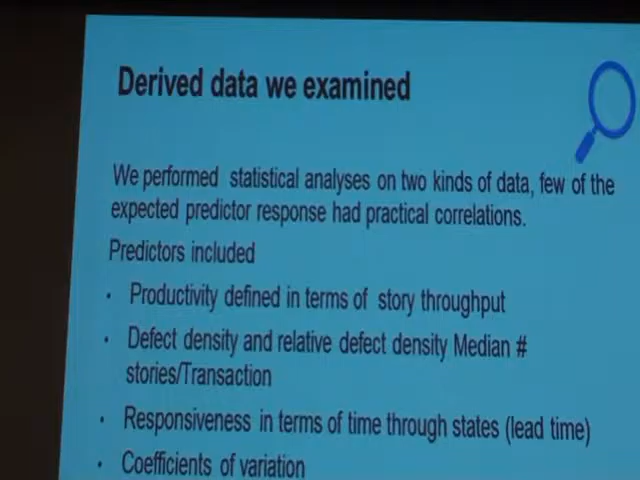 Derived data we examined
We performed statistical analyses on two kinds of data, few of the
expected predictor response had practical correlations.
Predictors included
• Productivity defined in terms of story throughput
• Defect density and relative defect density Median #
stories/Transaction
• Responsiveness in terms of time through states (lead time)
• Coefficients of variation